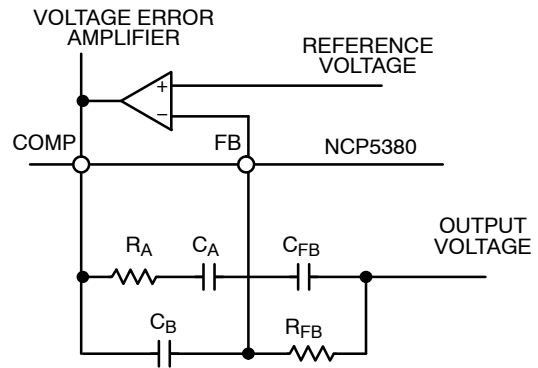 VOLTAGE ERROR
AMPLIFIER
REFERENCE
VOLTAGE
+
−
COMP
FB
NCP5380
OUTPUT
VOLTAGE
RA
CA
CFB
CB
RFB